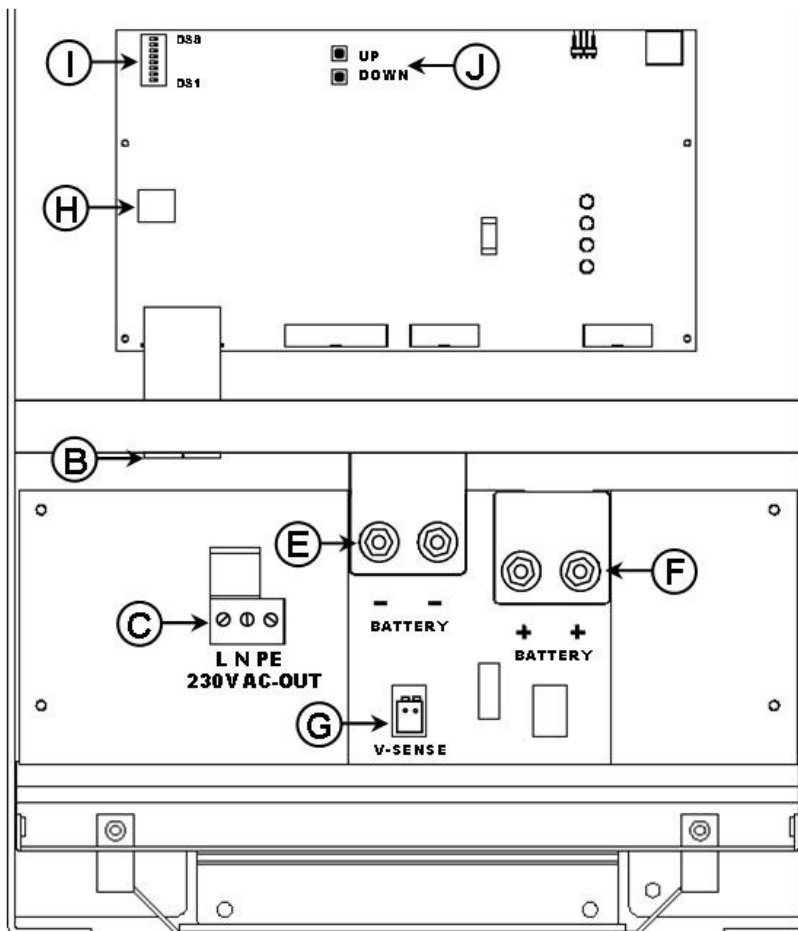 DS8
I
UP
DOWN
J
DS1
H
B
E
F
- -
BATTERY
+ +
BATTERY
C
L N PE
230V AC-OUT
G
V-SENSE